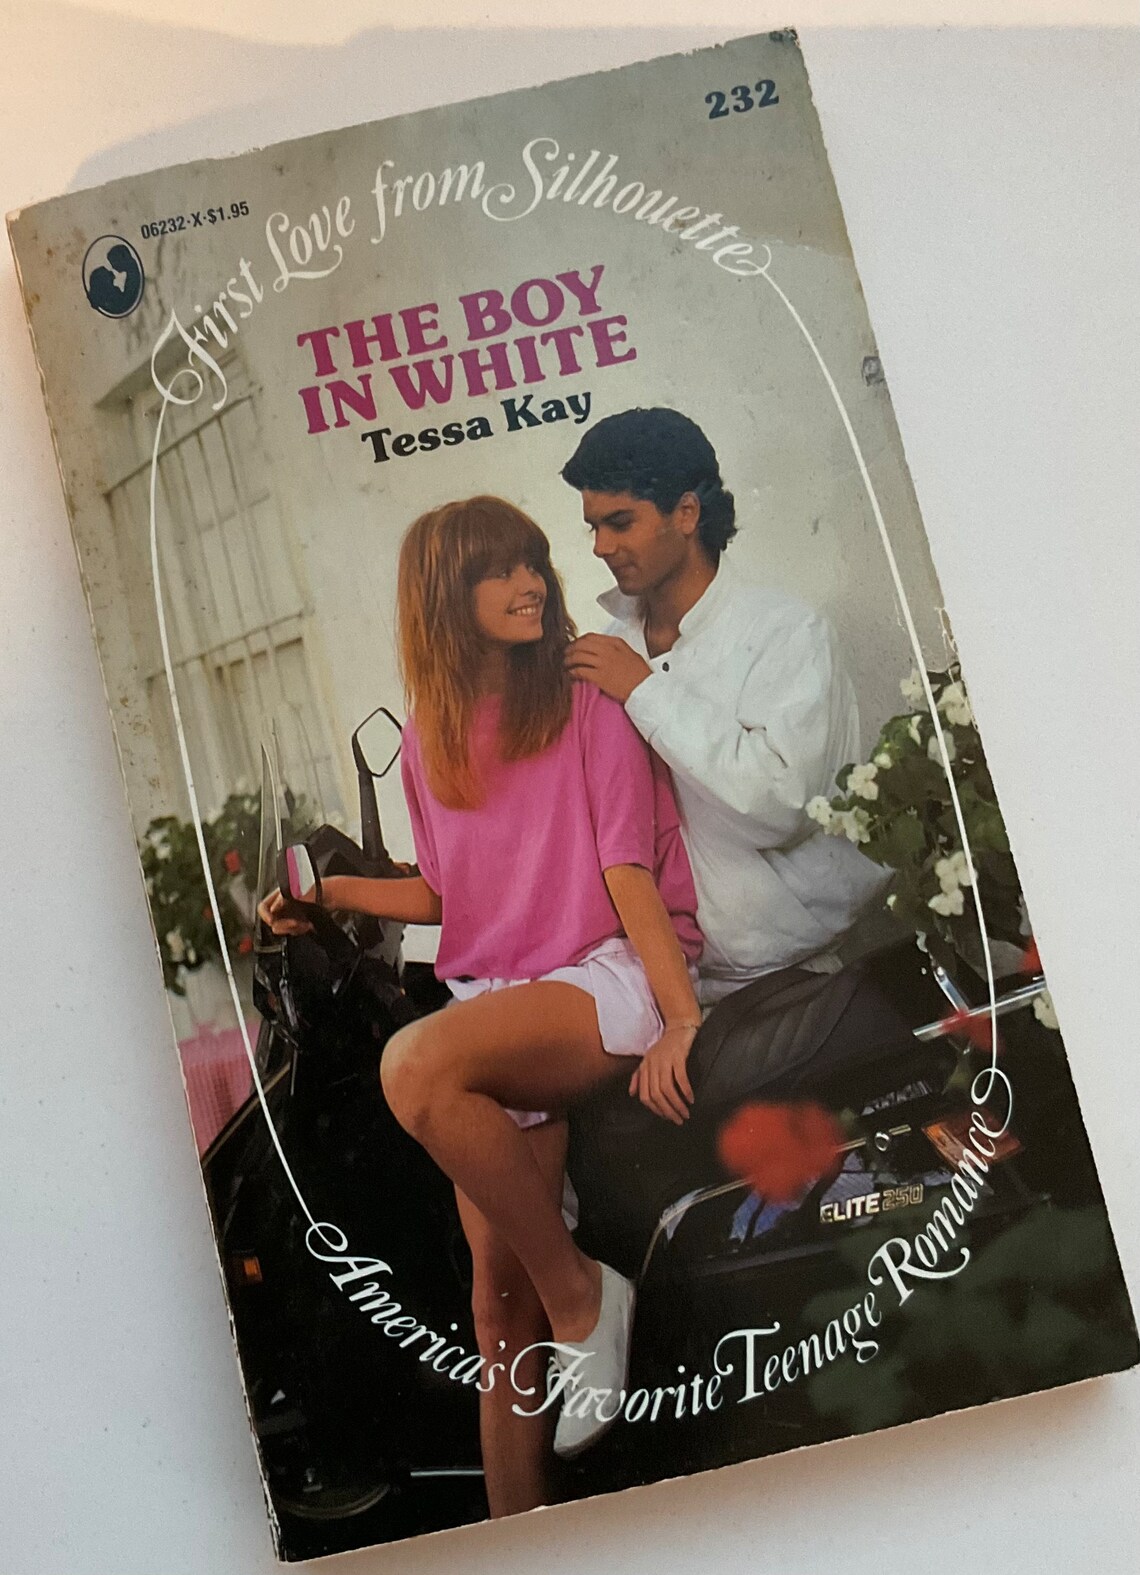 232
06232-X-$1.95
First Love from Silhouette
THE BOY
IN WHITE
Tessa Kay
ELITE 250
America's Favorite Teenage Romance